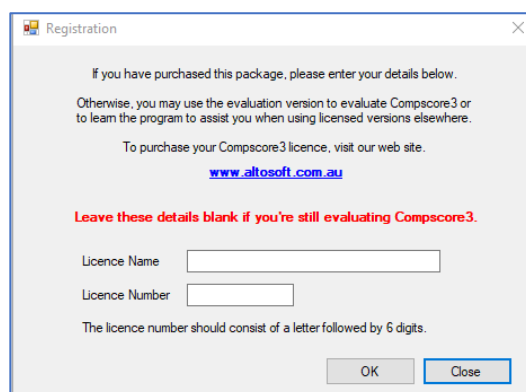 Registration
If you have purchased this package, please enter your details below.
Otherwise, you may use the evaluation version to evaluate Compscore3 or
to learn the program to assist you when using licensed versions elsewhere.
To purchase your Compscore3 licence, visit our web site.
www.altosoft.com.au
Leave these details blank if you're still evaluating Compscore3.
Licence Name
Licence Number
The licence number should consist of a letter followed by 6 digits.
OK Close